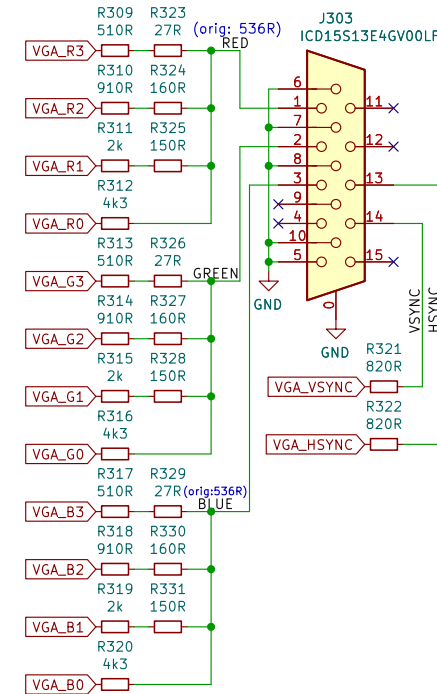 R309 R323
510R 27R
(orig: 536R)
RED
VGA_R3
R310 R324
910R 160R
VGA_R2
R311 R325
2k 150R
VGA_R1
R312
4k3
VGA_R0
R313 R326
510R 27R
GREEN
VGA_G3
R314 R327
910R 160R
VGA_G2
R315 R328
2k 150R
VGA_G1
R316
4k3
VGA_G0
R317 R329
510R 27R
(orig:536R)
BLUE
VGA_B3
R318 R330
910R 160R
VGA_B2
R319 R331
2k 150R
VGA_B1
R320
4k3
VGA_B0
J303
ICD15S13E4GV00LF
6
1
11
7
2
12
8
3
13
9
4
14
10
5
15
0
GND
GND
VSYNC
HSYNC
R321
820R
VGA_VSYNC
R322
820R
VGA_HSYNC